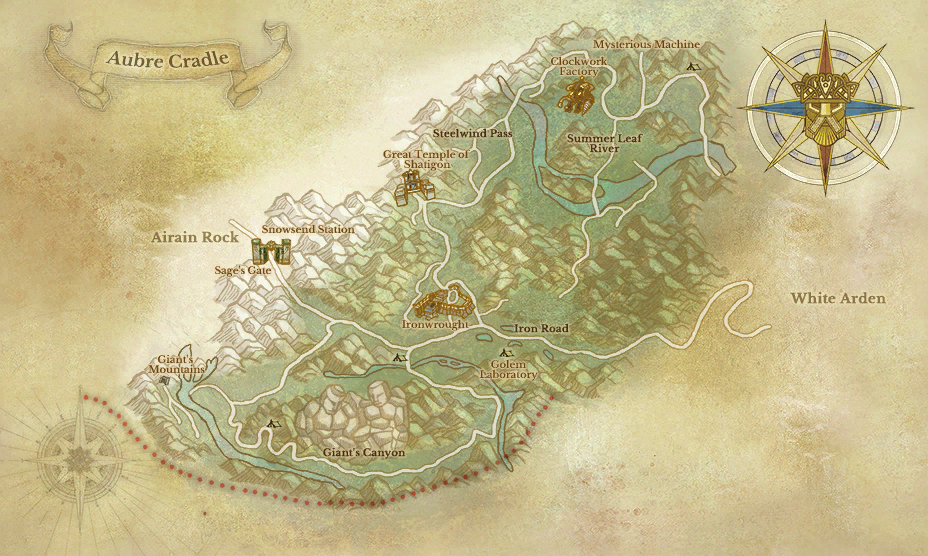 Aubre Cradle
Mysterious Machine
Clockwork
Factory
Steelwind Pass
Summer Leaf
River
Great Temple of
Shatigon
Snowsend Station
Airain Rock
Sage's Gate
White Arden
Ironwrought
Iron Road
Giant's
Mountains
Golem
Laboratory
Giant's Canyon